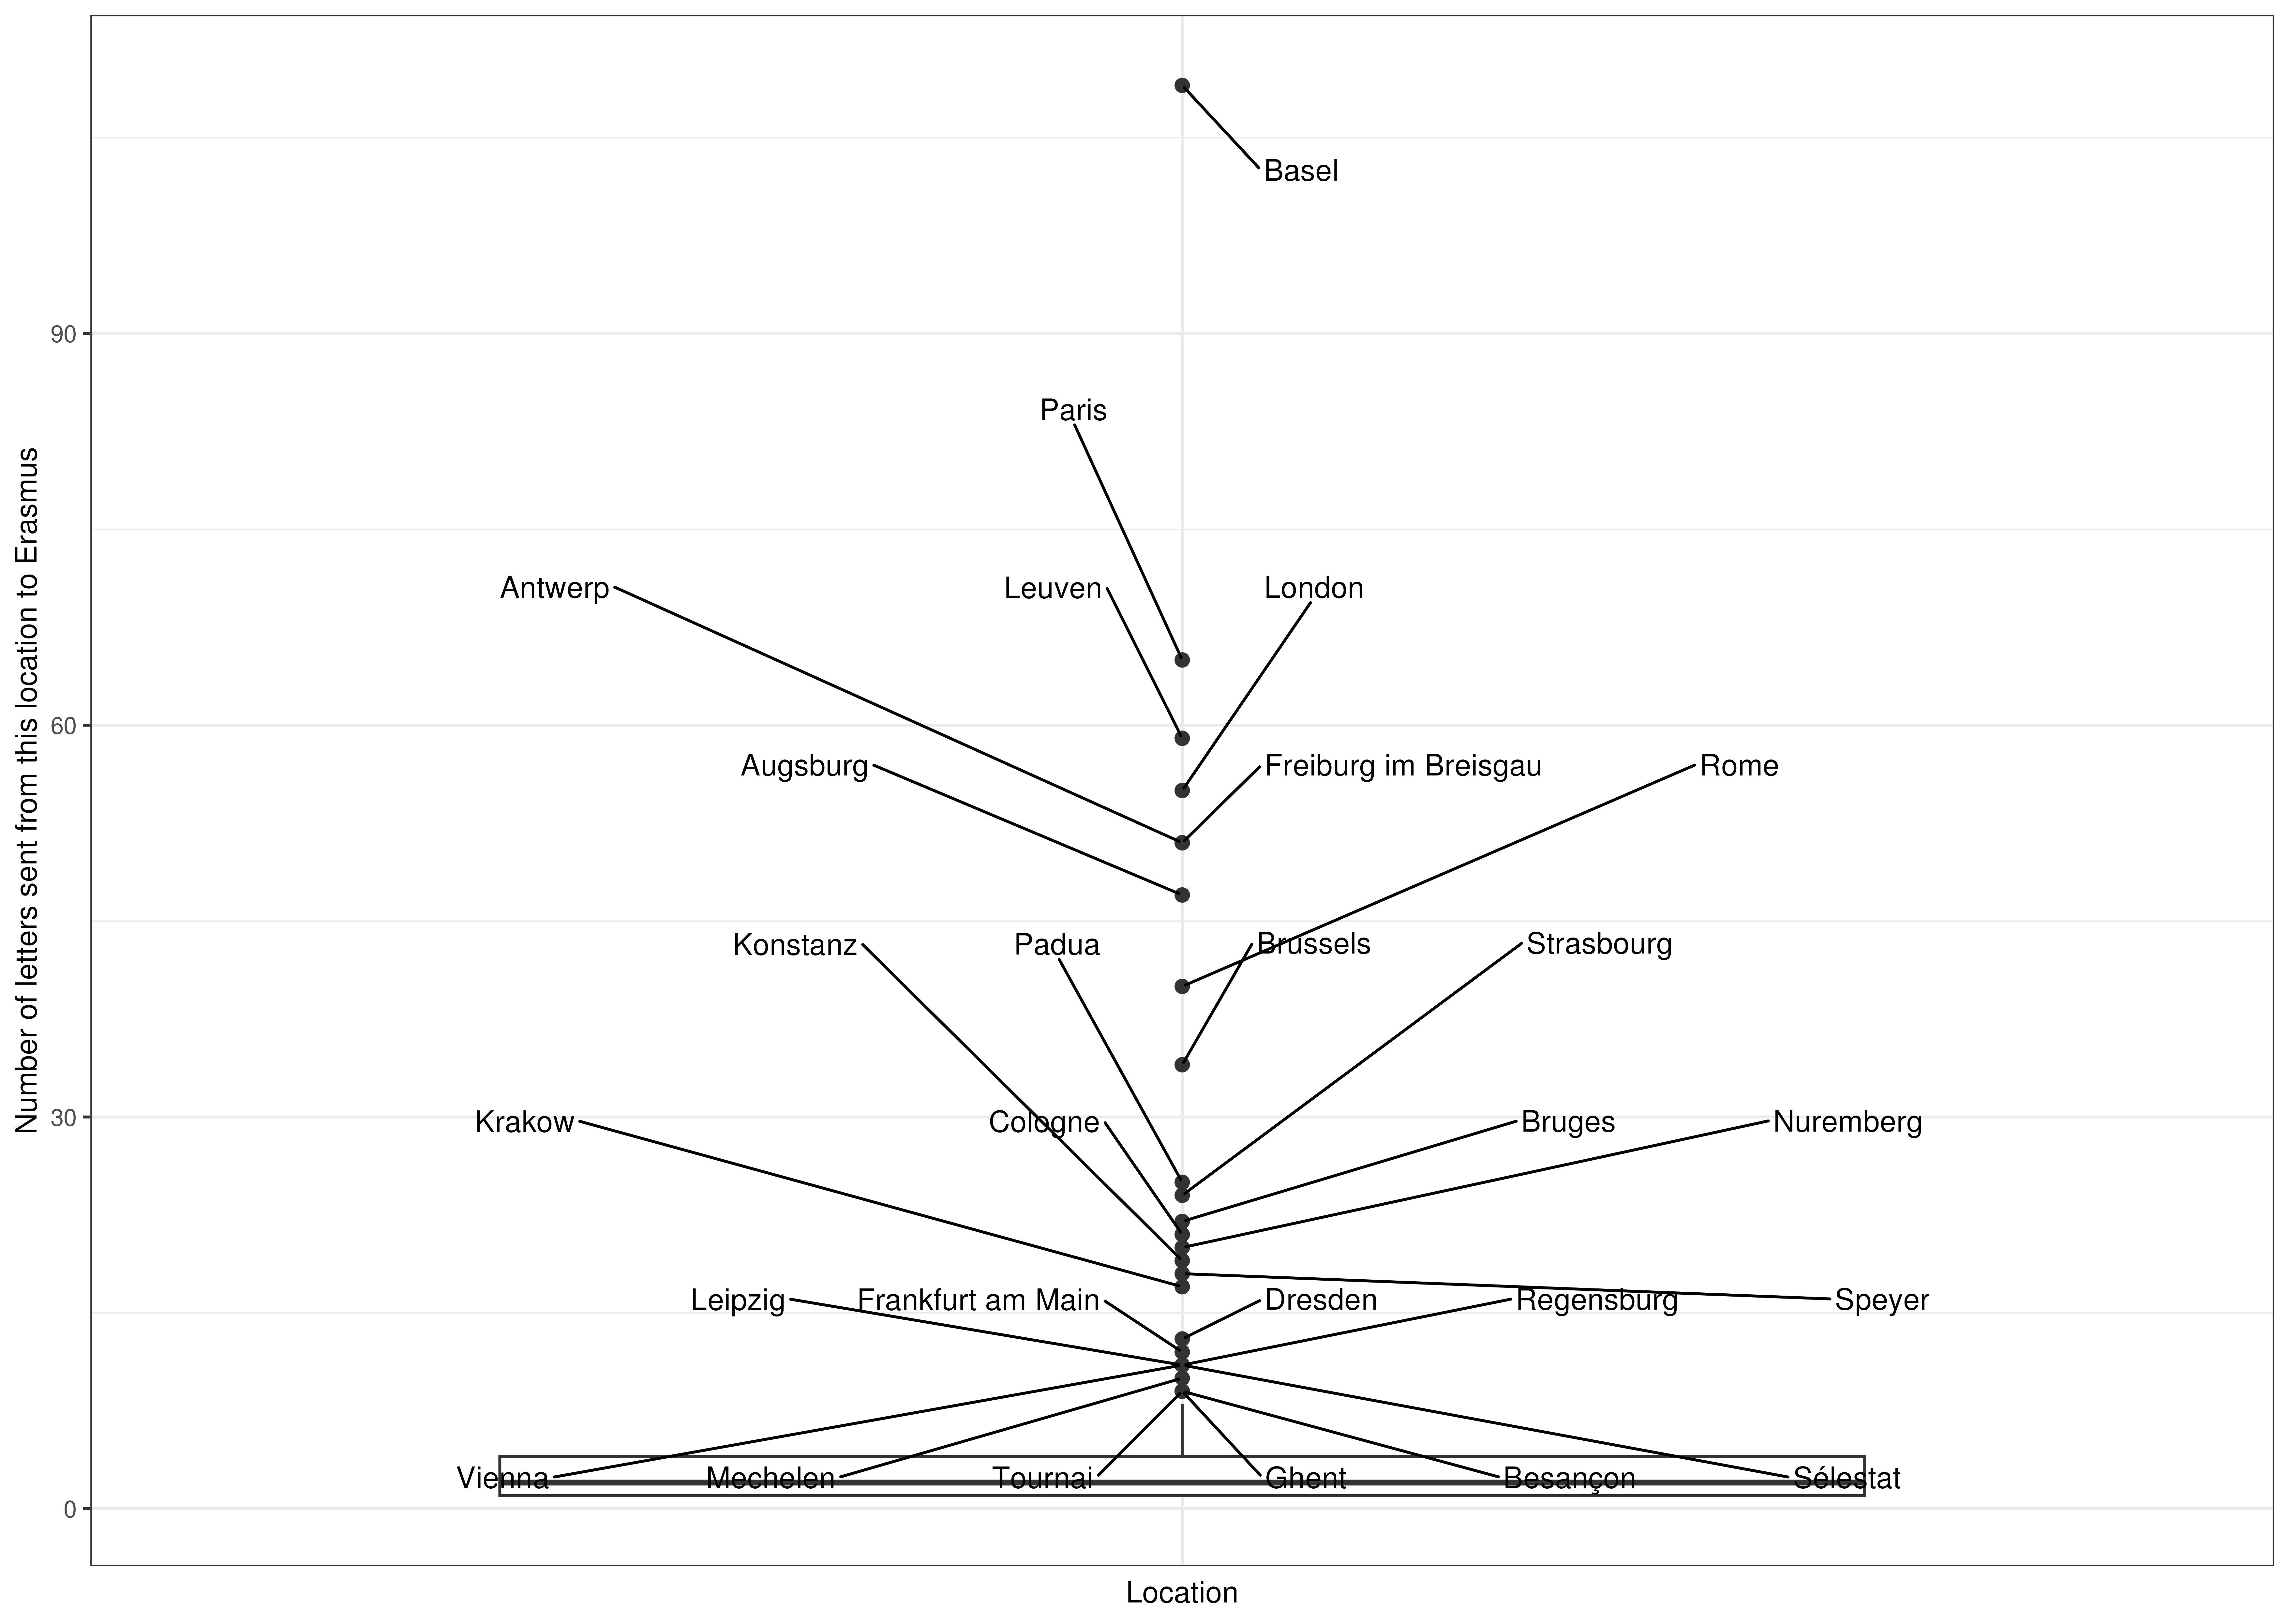 Basel
90
Paris
Antwerp
Leuven
London
60
Augsburg
Freiburg im Breisgau
Rome
Konstanz
Padua
Brussels
Strasbourg
30
Krakow
Cologne
Bruges
Nuremberg
Leipzig
Frankfurt am Main
Dresden
Regensburg
Speyer
Vienna
Mechelen
Tournai
Ghent
Besançon
Sélestat
0
Location
Number of letters sent from this location to Erasmus